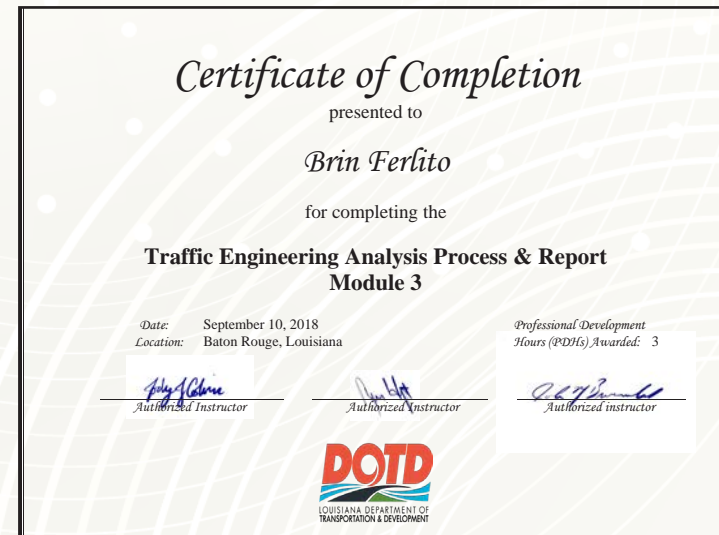 Certificate of Completion
presented to
Brin Ferlito
for completing the
Traffic Engineering Analysis Process & Report
Module 3
Date: September 10, 2018
Location: Baton Rouge, Louisiana
Professional Development
Hours (PDHs) Awarded: 3
Authorized Instructor
Authorized Instructor
Authorized instructor
DOTD
LOUISIANA DEPARTMENT OF
TRANSPORTATION & DEVELOPMENT